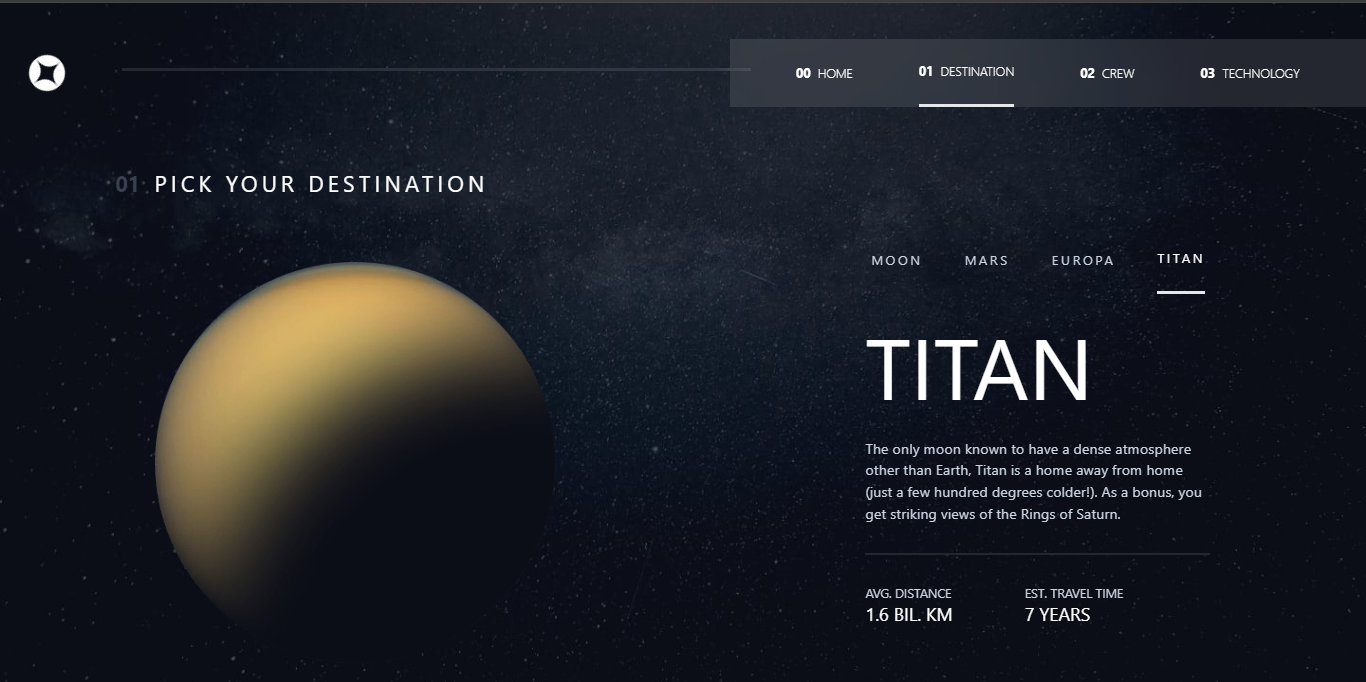 00 HOME
01 DESTINATION
02 CREW
03 TECHNOLOGY
01 PICK YOUR DESTINATION
MOON
MARS
EUROPA
TITAN
TITAN
The only moon known to have a dense atmosphere
other than Earth, Titan is a home away from home
(just a few hundred degrees colder!). As a bonus, you
get striking views of the Rings of Saturn.
AVG. DISTANCE
1.6 BIL. KM
EST. TRAVEL TIME
7 YEARS